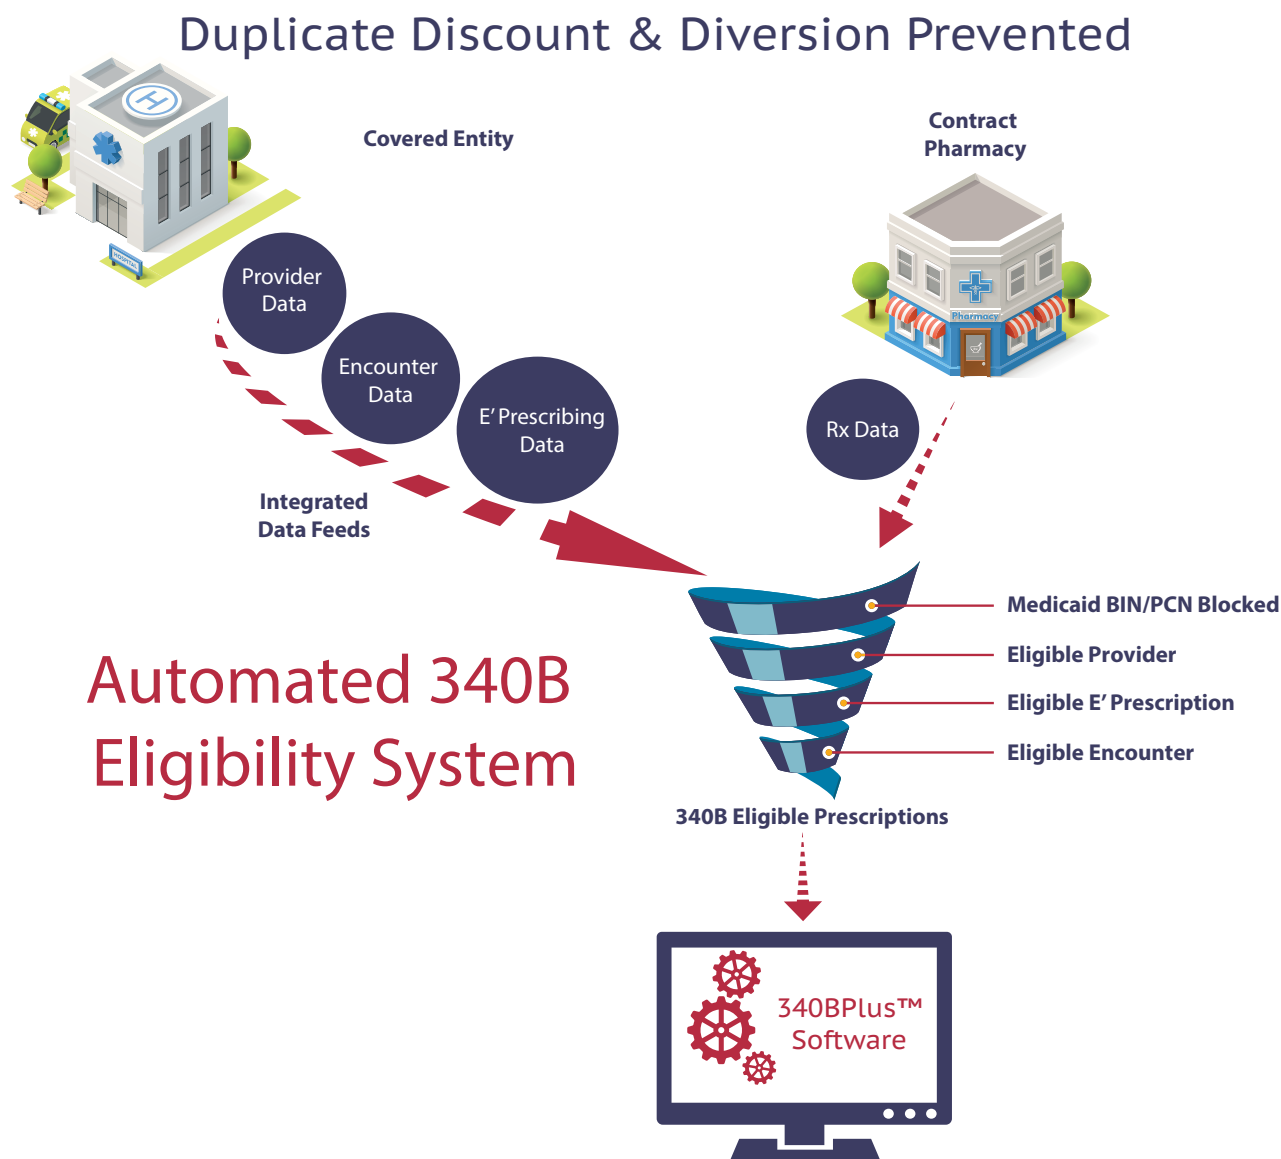 Duplicate Discount & Diversion Prevented
Covered Entity
Contract
Pharmacy
H
HOSPITAL
Pharmacy
Provider
Data
Encounter
Data
E' Prescribing
Data
Rx Data
Integrated
Data Feeds
Medicaid BIN/PCN Blocked
Eligible Provider
Eligible E' Prescription
Eligible Encounter
Automated 340B
Eligibility System
340B Eligible Prescriptions
340BPlus™
Software